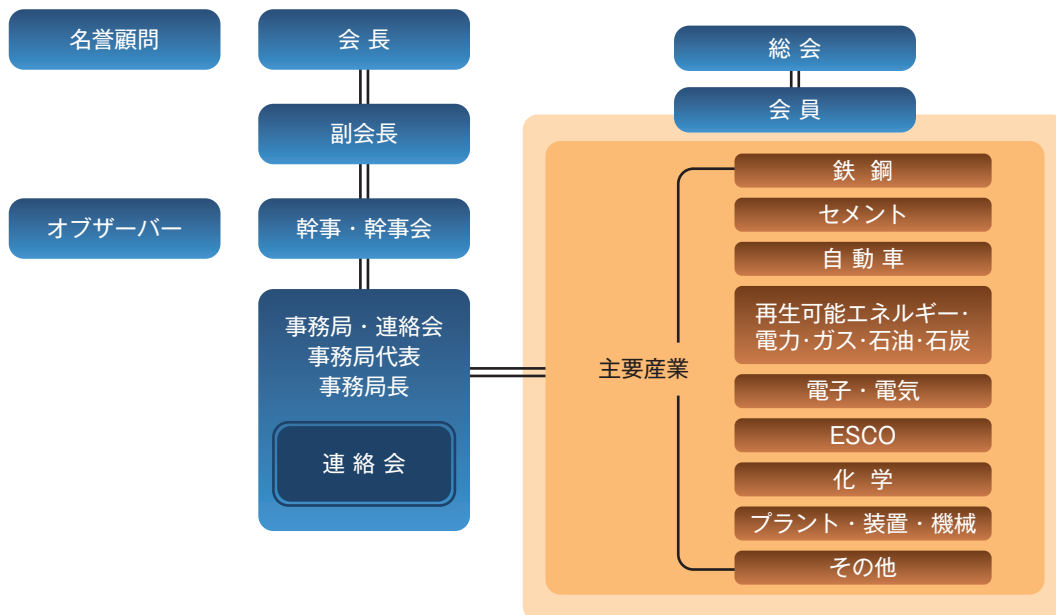 名誉顧問
会 長
副会長
オブザーバー
幹事・幹事会
事務局・連絡会
事務局代表
事務局長
連 絡 会
総 会
会 員
主要産業
鉄 鋼
セメント
自 動 車
再生可能エネルギー・
電力・ガス・石油・石炭
電子・電気
ESCO
化 学
プラント・装置・機械
その他